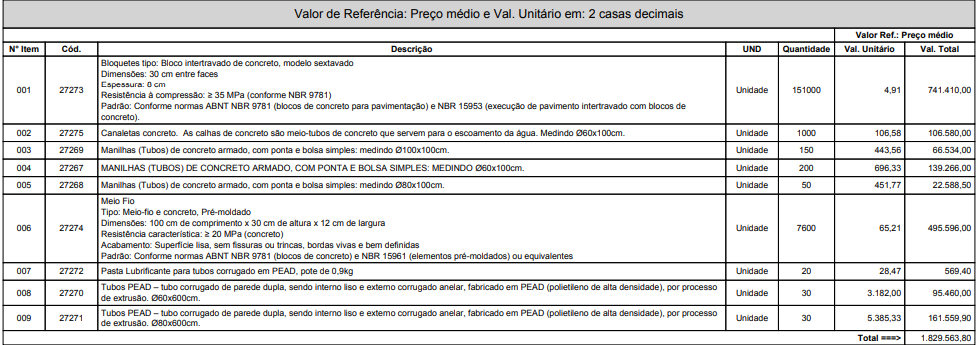 Valor de Referência: Preço médio e Val. Unitário em: 2 casas decimais
Valor Ref.: Preço médio
N° Item Cód. Descrição UND Quantidade Val. Unitário Val. Total
Bloquetes tipo: Bloco intertravado de concreto, modelo sextavado
Dimensões: 30 cm entre faces
Espessura: 8 cm
001 27273 Resistência à compressão: ≥ 35 MPa (conforme NBR 9781) Unidade 151000 4,91 741.410,00
Padrão: Conforme normas ABNT NBR 9781 (blocos de concreto para pavimentação) e NBR 15953 (execução de pavimento intertravado com blocos de
concreto).
002 27275 Canaletas concreto. As calhas de concreto são meio-tubos de concreto que servem para o escoamento da água. Medindo Ø60x100cm. Unidade 1000 106,58 106.580,00
003 27269 Manilhas (Tubos) de concreto armado, com ponta e bolsa simples: medindo Ø100x100cm. Unidade 150 443,56 66.534,00
004 27267 MANILHAS (TUBOS) DE CONCRETO ARMADO, COM PONTA E BOLSA SIMPLES: MEDINDO Ø60x100cm. Unidade 200 696,33 139.266,00
005 27268 Manilhas (Tubos) de concreto armado, com ponta e bolsa simples: medindo Ø80x100cm. Unidade 50 451,77 22.588,50
Meio Fio
Tipo: Meio-fio e concreto, Pré-moldado
Dimensões: 100 cm de comprimento x 30 cm de altura x 12 cm de largura
006 27274 Resistência característica: ≥ 20 MPa (concreto) Unidade 7600 65,21 495.596,00
Acabamento: Superfície lisa, sem fissuras ou trincas, bordas vivas e bem definidas
Padrão: Conforme normas ABNT NBR 9781 (blocos de concreto) e NBR 15961 (elementos pré-moldados) ou equivalentes
007 27272 Pasta Lubrificante para tubos corrugado em PEAD, pote de 0,9kg Unidade 20 28,47 569,40
008 27270 Tubos PEAD – tubo corrugado de parede dupla, sendo interno liso e externo corrugado anelar, fabricado em PEAD (polietileno de alta densidade), por processo Unidade 30 3.182,00 95.460,00
de extrusão. Ø60x600cm.
009 27271 Tubos PEAD – tubo corrugado de parede dupla, sendo interno liso e externo corrugado anelar, fabricado em PEAD (polietileno de alta densidade), por processo Unidade 30 5.385,33 161.559,90
de extrusão. Ø80x600cm.
Total ===> 1.829.563,80